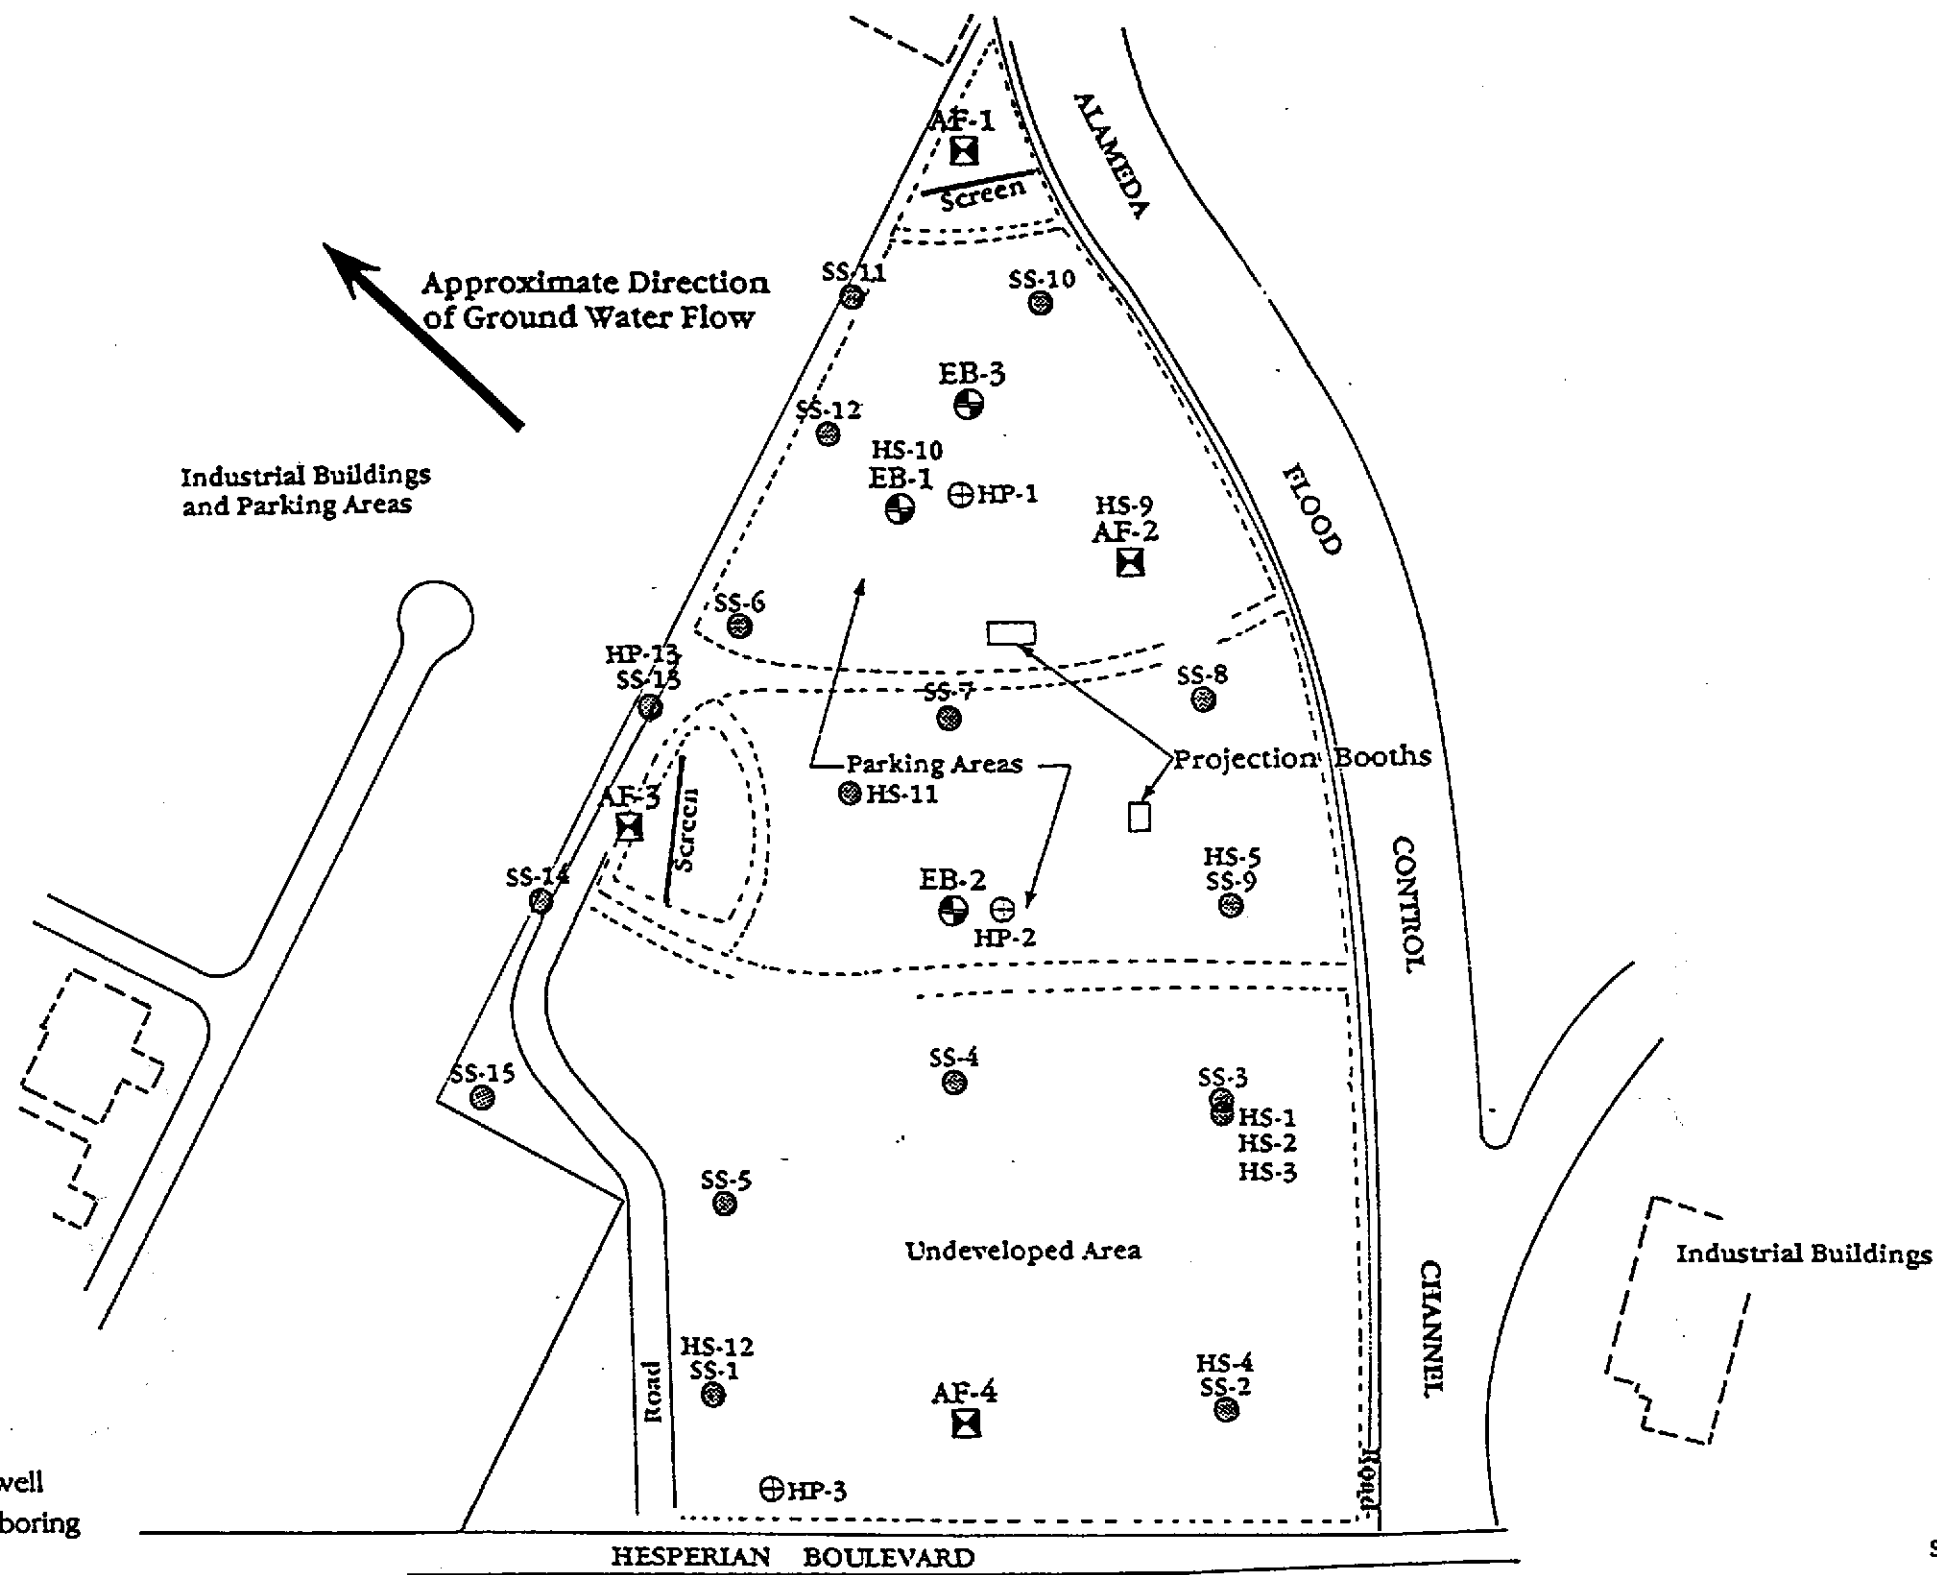 AF-1
Screen
ALAMEDA
SS-11
SS-10
Approximate Direction
of Ground Water Flow
EB-3
SS-12
HS-10
EB-1
HP-1
Industrial Buildings
and Parking Areas
FLOOD
HS-9
AF-2
SS-6
HP-13
SS-13
SS-7
SS-8
Parking Areas
Projection Booths
HS-11
AF-3
Screen
SS-14
EB-2
HP-2
HS-5
SS-9
CONTROL
SS-4
SS-15
SS-3
HS-1
HS-2
HS-3
SS-5
Undeveloped Area
Industrial Buildings
CHANNEL
HS-12
SS-1
Road
AF-4
HS-4
SS-2
HP-3
Road
well
boring
HESPERIAN BOULEVARD
S